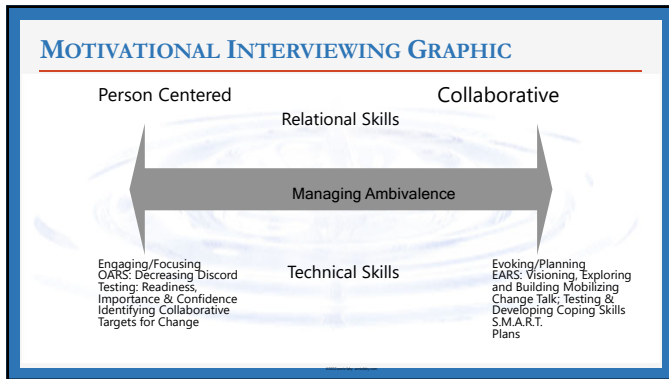 MOTIVATIONAL INTERVIEWING GRAPHIC
Person Centered
Collaborative
Relational Skills
Managing Ambivalence
Technical Skills
Engaging/Focusing
OARS: Decreasing Discord
Testing: Readiness,
Importance & Confidence
Identifying Collaborative
Targets for Change
Evoking/Planning
EARS: Visioning, Exploring
and Building Mobilizing
Change Talk; Testing &
Developing Coping Skills
S.M.A.R.T.
Plans